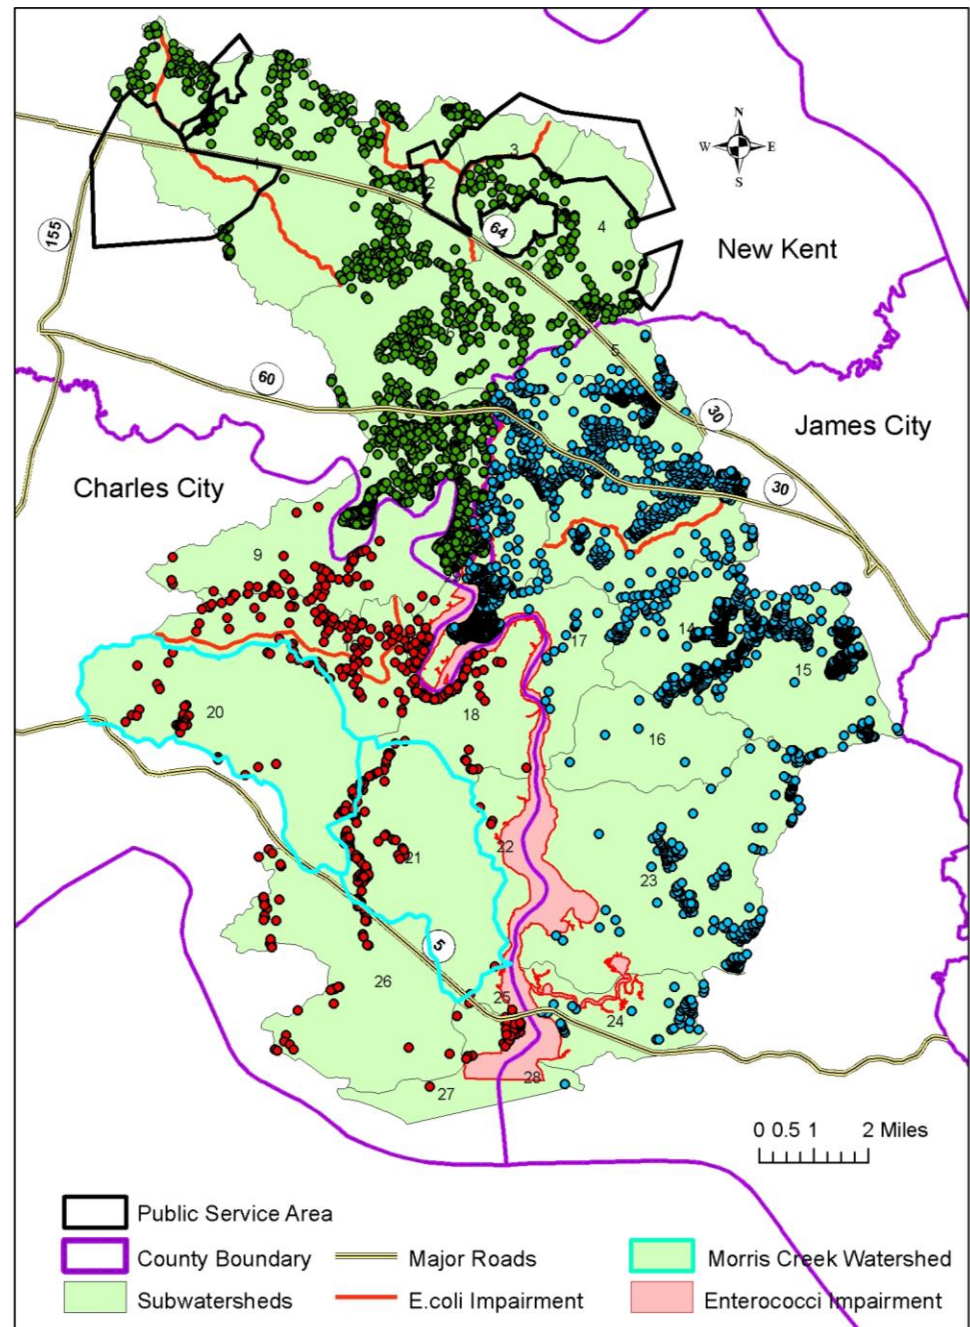 N
W E
S
1
2
3
4
64
155
New Kent
5
60
30
James City
30
Charles City
9
14
17
15
20
18
16
21
22
23
5
26
25
24
28
27
0 0.5 1 2 Miles
Public Service Area
County Boundary
Major Roads
Morris Creek Watershed
Subwatersheds
E.coli Impairment
Enterococci Impairment